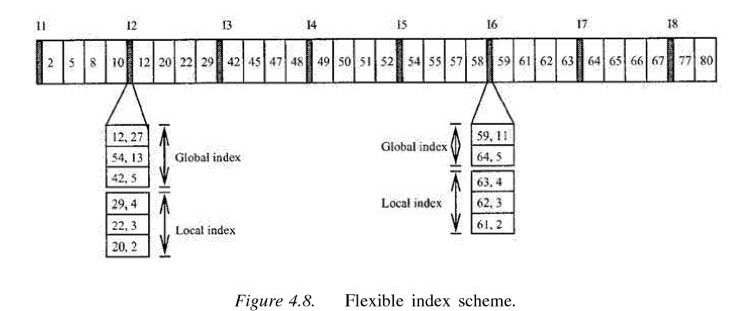 I1 I2 I3 I4 I5 I6 I7 I8
2 5 8 10 12 20 22 29 42 45 47 48 49 50 51 52 54 55 57 58 59 61 62 63 64 65 66 67 77 80
12, 27
54, 13
42, 5
Global index
29, 4
22, 3
20, 2
Local index
59, 11
64, 5
Global index
63, 4
62, 3
61, 2
Local index
Figure 4.8. Flexible index scheme.